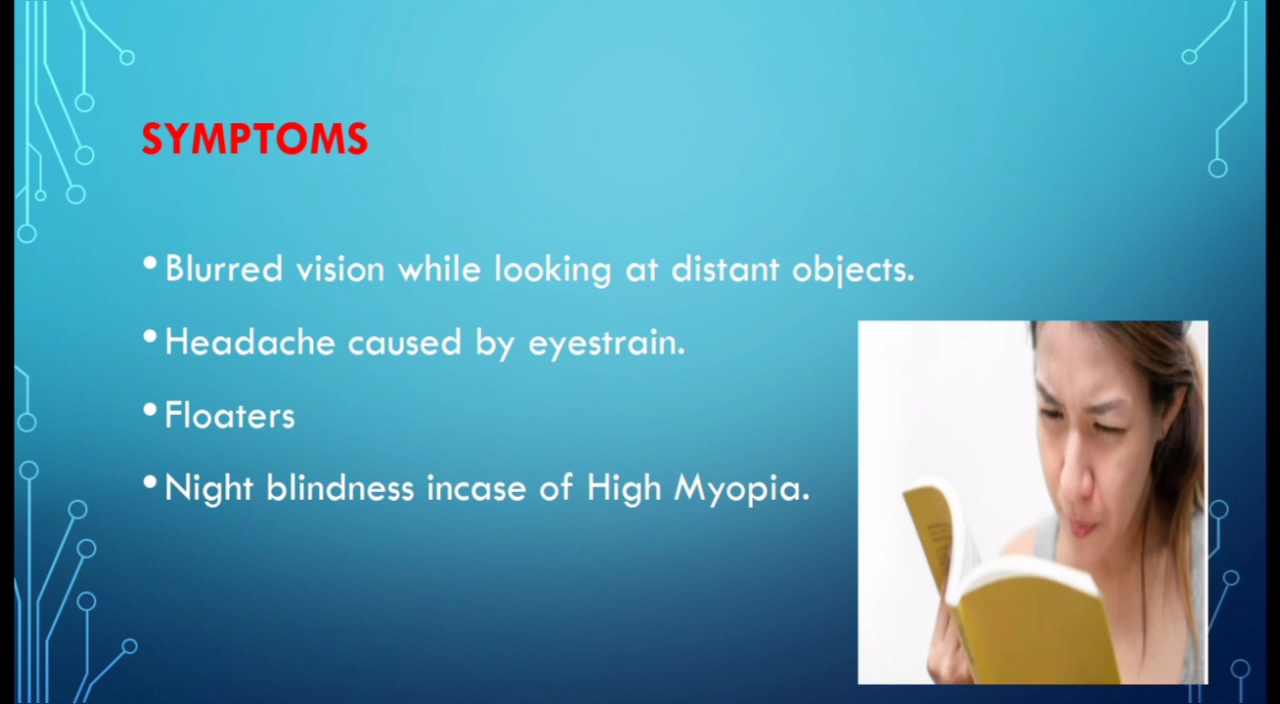 SYMPTOMS
•Blurred vision while looking at distant objects.
•Headache caused by eyestrain.
•Floaters
•Night blindness incase of High Myopia.